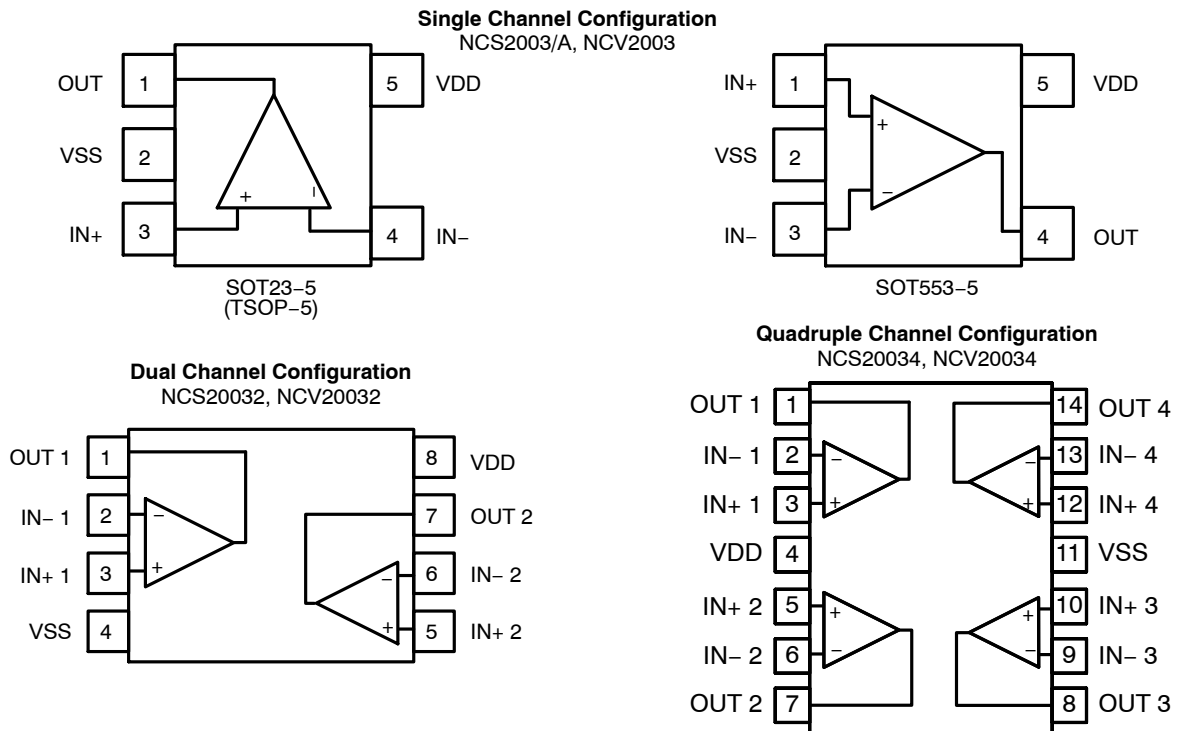 Single Channel Configuration
NCS2003/A, NCV2003
OUT 1
VSS 2
IN+ 3
5 VDD
4 IN−
+ −
SOT23−5
(TSOP−5)
IN+ 1
VSS 2
IN− 3
5 VDD
4 OUT
+
−
SOT553−5
Dual Channel Configuration
NCS20032, NCV20032
OUT 1 1
IN− 1 2
IN+ 1 3
VSS 4
−
+
8 VDD
7 OUT 2
6 IN− 2
5 IN+ 2
−
+
Quadruple Channel Configuration
NCS20034, NCV20034
OUT 1 1
IN− 1 2
IN+ 1 3
VDD 4
IN+ 2 5
IN− 2 6
OUT 2 7
−
+
+
−
14 OUT 4
13 IN− 4
12 IN+ 4
11 VSS
10 IN+ 3
9 IN− 3
8 OUT 3
−
+
+
−